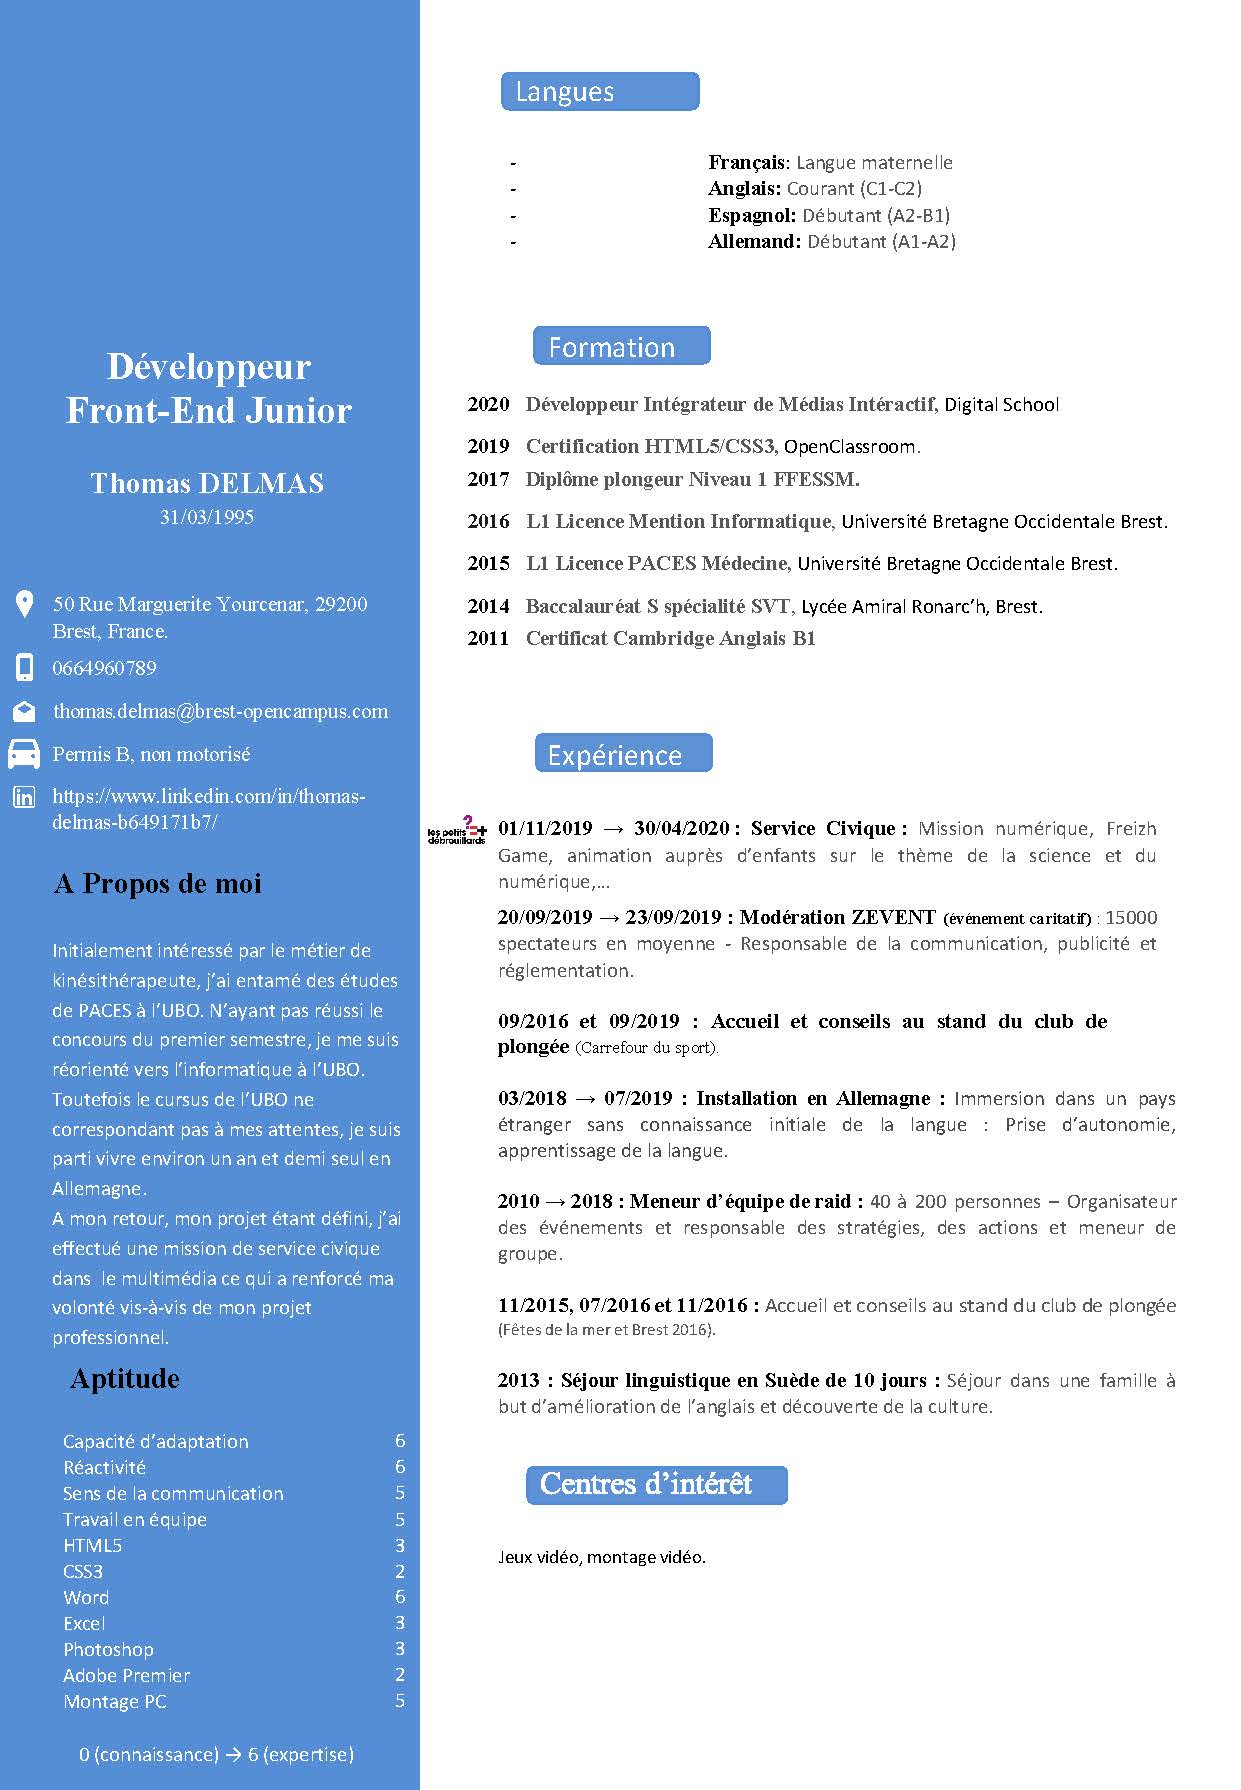 Développeur
Front-End Junior
Thomas DELMAS
31/03/1995
50 Rue Marguerite Yourcenar, 29200
Brest, France.
0664960789
thomas.delmas@brest-opencampus.com
Permis B, non motorisé
in
https://www.linkedin.com/in/thomas-
delmas-b649171b7/
A Propos de moi
Initialement intéressé par le métier de
kinésithérapeute, j’ai entamé des études
de PACES à l’UBO. N’ayant pas réussi le
concours du premier semestre, je me suis
réorienté vers l’informatique à l’UBO.
Toutefois le cursus de l’UBO ne
correspondant pas à mes attentes, je suis
parti vivre environ un an et demi seul en
Allemagne.
A mon retour, mon projet étant défini, j’ai
effectué une mission de service civique
dans  le multimédia ce qui a renforcé ma
volonté vis-à-vis de mon projet
professionnel.
Aptitude
Capacité d’adaptation 6
Réactivité 6
Sens de la communication 5
Travail en équipe 5
HTML5 3
CSS3 2
Word 6
Excel 3
Photoshop 3
Adobe Premier 2
Montage PC 5
0 (connaissance) → 6 (expertise)
Langues
- Français: Langue maternelle
- Anglais: Courant (C1-C2)
- Espagnol: Débutant (A2-B1)
- Allemand: Débutant (A1-A2)
Formation
2020 Développeur Intégrateur de Médias Intéractif, Digital School
2019 Certification HTML5/CSS3, OpenClassroom.
2017 Diplôme plongeur Niveau 1 FFESSM.
2016 L1 Licence Mention Informatique, Université Bretagne Occidentale Brest.
2015 L1 Licence PACES Médecine, Université Bretagne Occidentale Brest.
2014 Baccalauréat S spécialité SVT, Lycée Amiral Ronarc’h, Brest.
2011 Certificat Cambridge Anglais B1
Expérience
les petits
débrouillards
01/11/2019 → 30/04/2020 : Service Civique : Mission numérique, Freizh
Game, animation auprès d’enfants sur le thème de la science et du
numérique,...
20/09/2019 → 23/09/2019 : Modération ZEVENT (événement caritatif) : 15000
spectateurs en moyenne - Responsable de la communication, publicité et
réglementation.
09/2016 et 09/2019 : Accueil et conseils au stand du club de
plongée (Carrefour du sport).
03/2018 → 07/2019 : Installation en Allemagne : Immersion dans un pays
étranger sans connaissance initiale de la langue : Prise d’autonomie,
apprentissage de la langue.
2010 → 2018 : Meneur d’équipe de raid : 40 à 200 personnes – Organisateur
des événements et responsable des stratégies, des actions et meneur de
groupe.
11/2015, 07/2016 et 11/2016 : Accueil et conseils au stand du club de plongée
(Fêtes de la mer et Brest 2016).
2013 : Séjour linguistique en Suède de 10 jours : Séjour dans une famille à
but d’amélioration de l’anglais et découverte de la culture.
Centres d’intérêt
Jeux vidéo, montage vidéo.